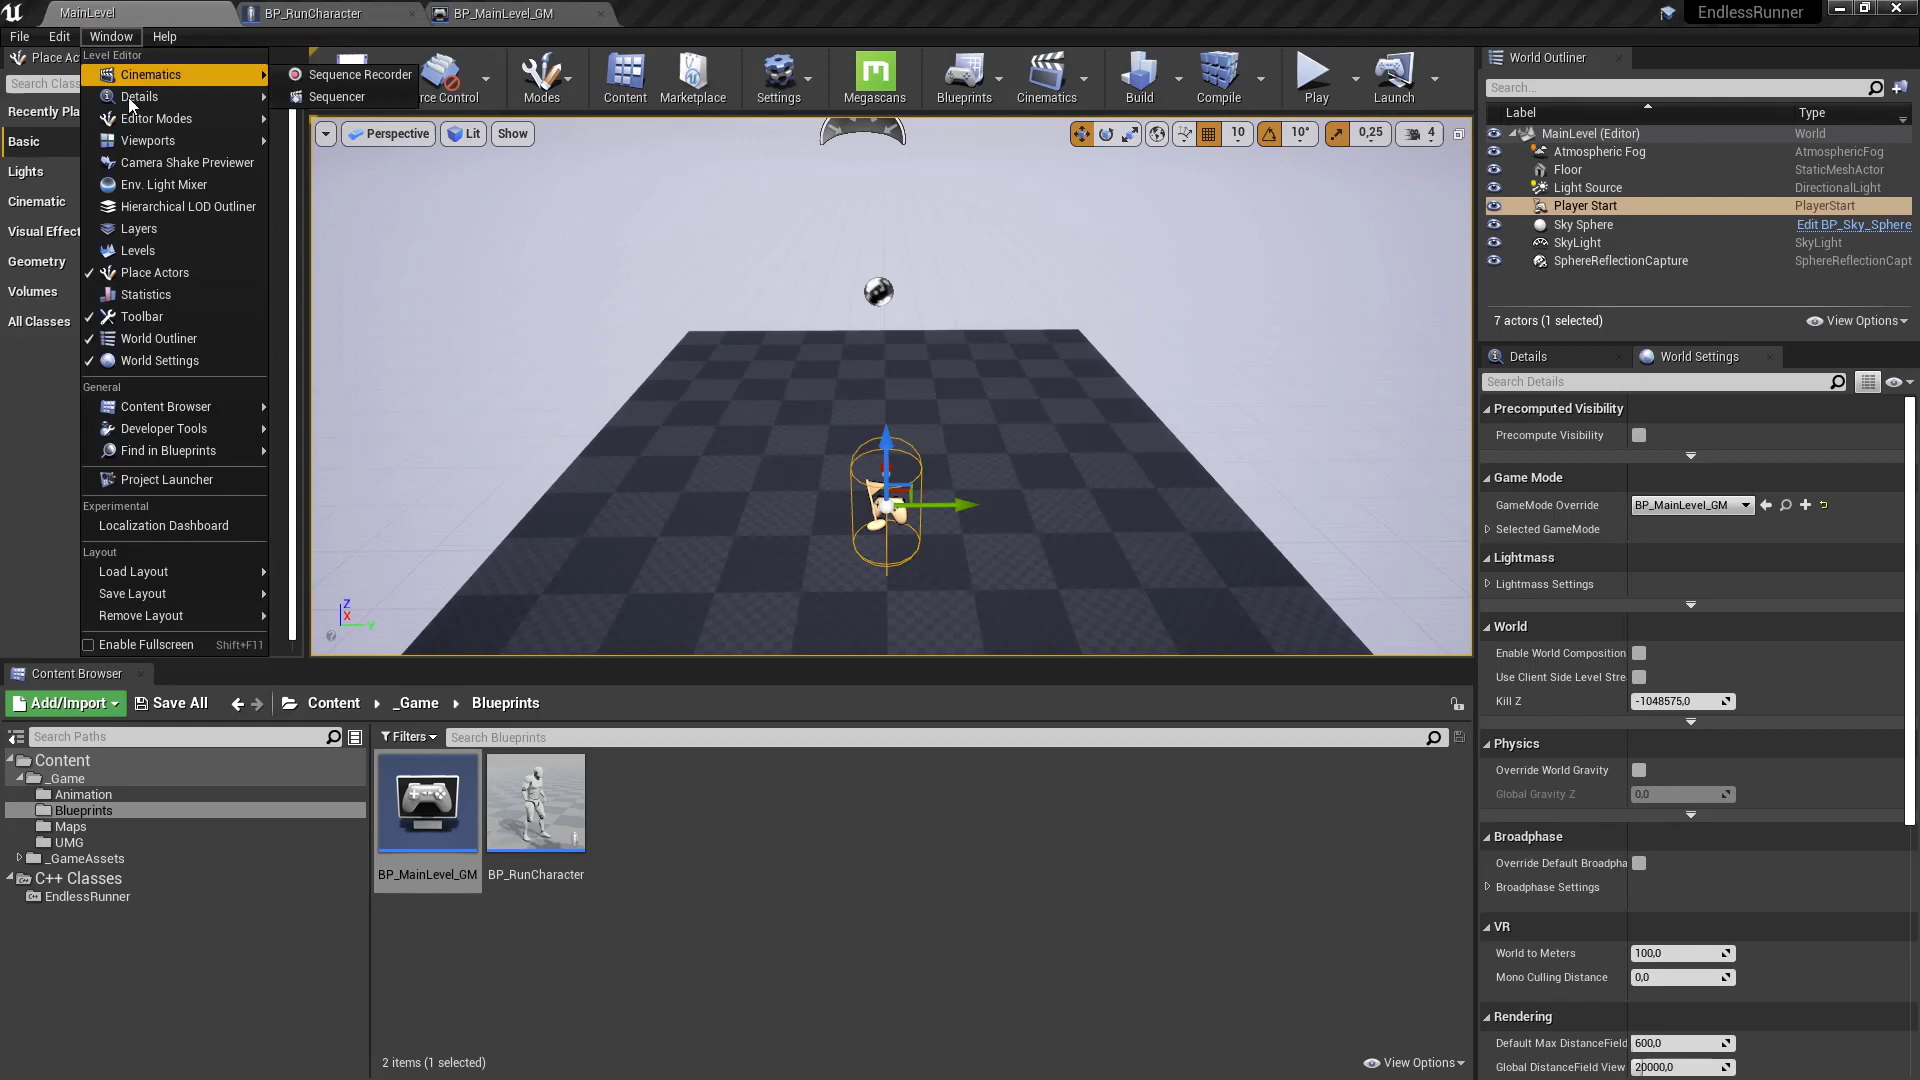 MainLevel
BP_RunCharacter
BP_MainLevel_GM
EndlessRunner
File
Edit
Window
Help
Place Ac
Search Clas
Recently Pla
Basic
Lights
Cinematic
Visual Effect
Geometry
Volumes
All Classes
Level Editor
Cinematics
Details
Editor Modes
Viewports
Camera Shake Previewer
Env. Light Mixer
Hierarchical LOD Outliner
Layers
Levels
Place Actors
Statistics
Toolbar
World Outliner
World Settings
General
Content Browser
Developer Tools
Find in Blueprints
Project Launcher
Experimental
Localization Dashboard
Layout
Load Layout
Save Layout
Remove Layout
Enable Fullscreen Shift+F11
Sequence Recorder
Sequencer
rce Control
Modes
Content
Marketplace
Settings
Megascans
Blueprints
Cinematics
Build
Compile
Play
Launch
Perspective
Lit
Show
10
10°
0,25
4
Z
X
Y
World Outliner
Search...
Label Type
MainLevel (Editor) World
Atmospheric Fog AtmosphericFog
Floor StaticMeshActor
Light Source DirectionalLight
Player Start PlayerStart
Sky Sphere Edit BP_Sky_Sphere
SkyLight SkyLight
SphereReflectionCapture SphereReflectionCapt
7 actors (1 selected) View Options
Details
World Settings
Search Details
Precomputed Visibility
Precompute Visibility
Game Mode
GameMode Override BP_MainLevel_GM
Selected GameMode
Lightmass
Lightmass Settings
World
Enable World Composition
Use Client Side Level Stre
Kill Z -1048575,0
Physics
Override World Gravity
Global Gravity Z 0,0
Broadphase
Override Default Broadpha
Broadphase Settings
VR
World to Meters 100,0
Mono Culling Distance 0,0
Rendering
Default Max DistanceField 600,0
Global DistanceField View 20000,0
Content Browser
Add/Import
Save All
Content
_Game
Blueprints
Search Paths
Filters
Search Blueprints
Content
_Game
Animation
Blueprints
Maps
UMG
_GameAssets
C++ Classes
EndlessRunner
BP_MainLevel_GM
BP_RunCharacter
2 items (1 selected)
View Options